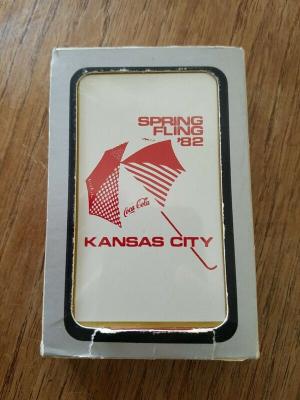 SPRING
FLING
'82
Coca-Cola
KANSAS CITY